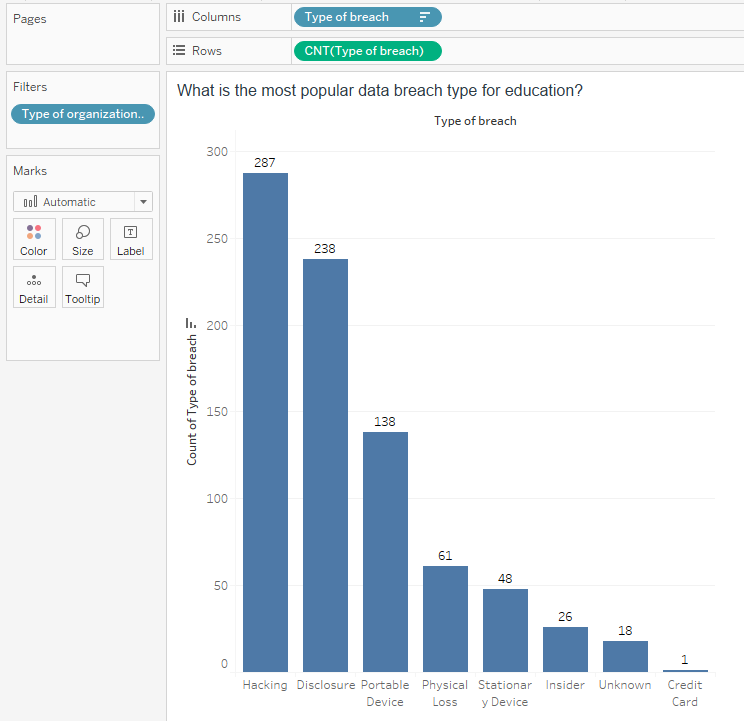 Pages
Columns
Type of breach
Rows
CNT(Type of breach)
Filters
Type of organization..
Marks
Automatic
Color
Size
Label
Detail
Tooltip
What is the most popular data breach type for education?
Type of breach
Count of Type of breach
300
250
200
150
100
50
0
287
238
138
61
48
26
18
1
Hacking
Disclosure
Portable
Device
Physical
Loss
Stationar
y Device
Insider
Unknown
Credit
Card